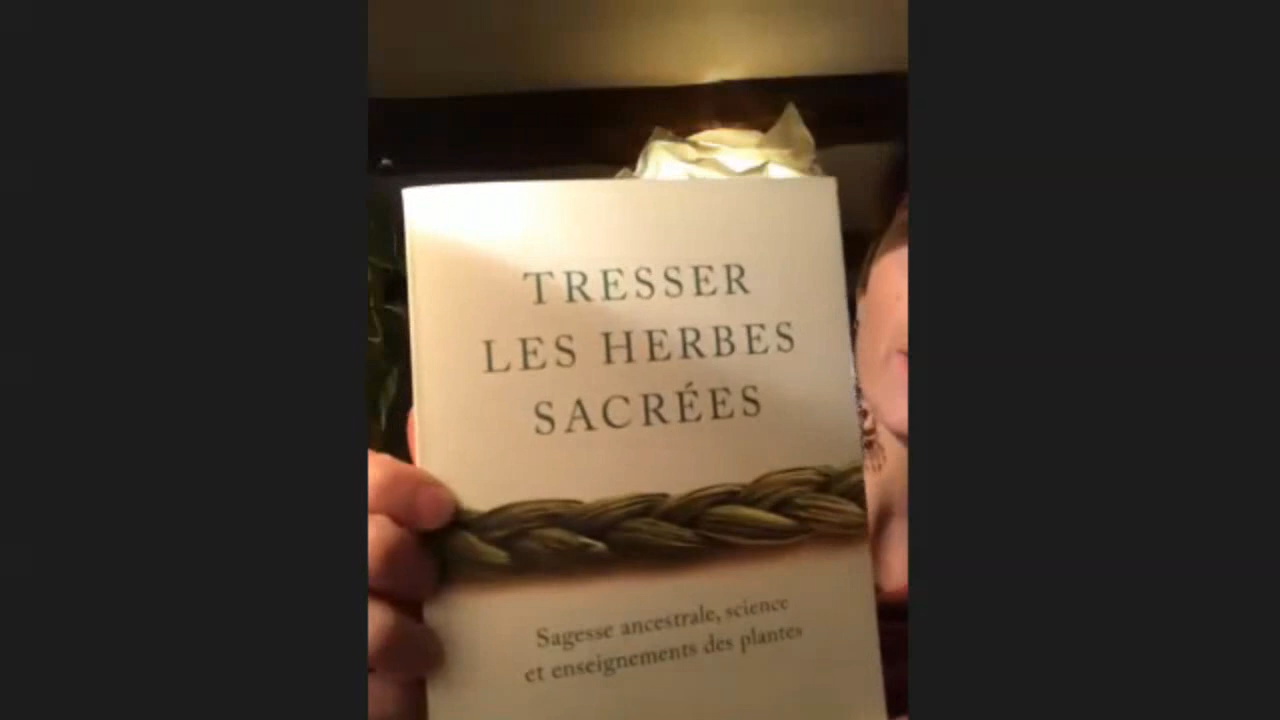 TRESSER
LES HERBES
SACRÉES
Sagesse ancestrale, science
et enseignements des plantes